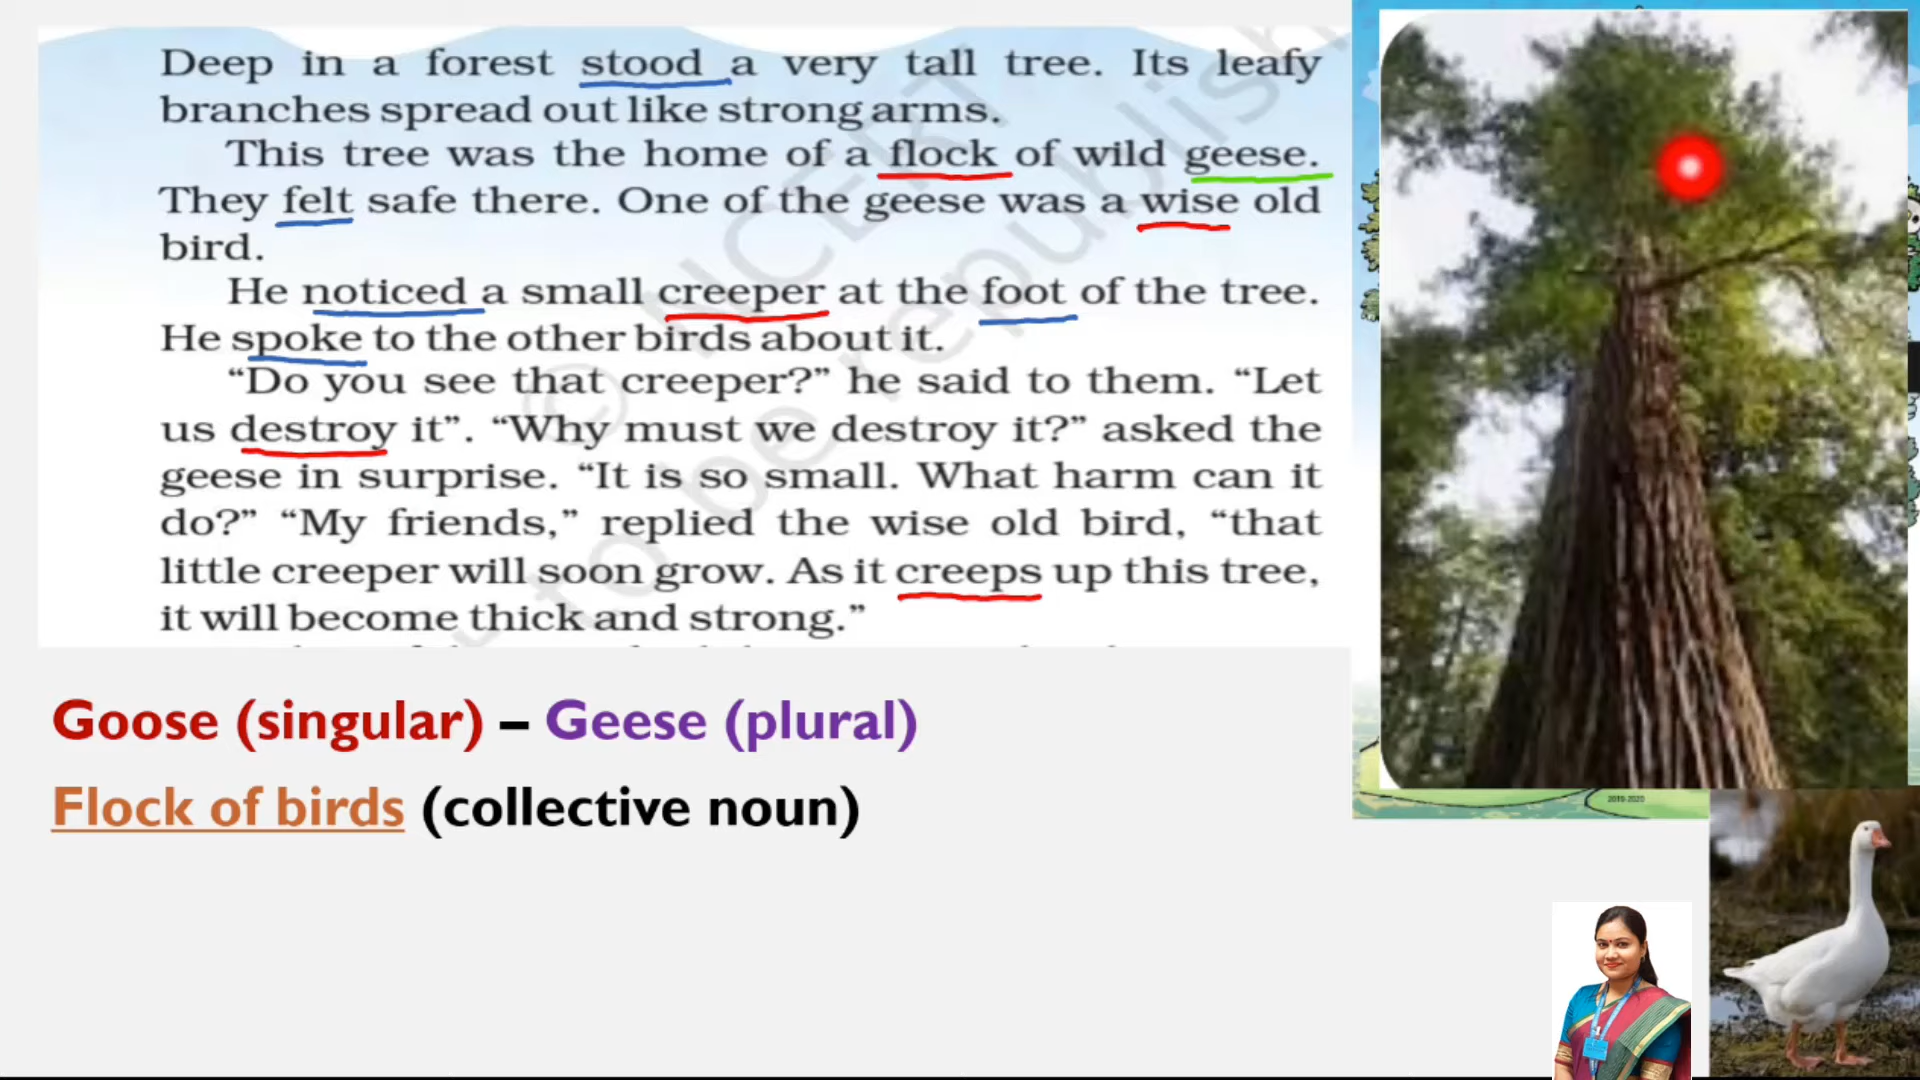 Deep in a forest stood a very tall tree. Its leafy
branches spread out like strong arms.
This tree was the home of a flock of wild geese.
They felt safe there. One of the geese was a wise old
bird.
He noticed a small creeper at the foot of the tree.
He spoke to the other birds about it.
“Do you see that creeper?” he said to them. “Let
us destroy it”. “Why must we destroy it?” asked the
geese in surprise. “It is so small. What harm can it
do?” “My friends,” replied the wise old bird, “that
little creeper will soon grow. As it creeps up this tree,
it will become thick and strong.”
© NCERT
to be republish
Goose (singular) – Geese (plural)
Flock of birds (collective noun)
2019-2020